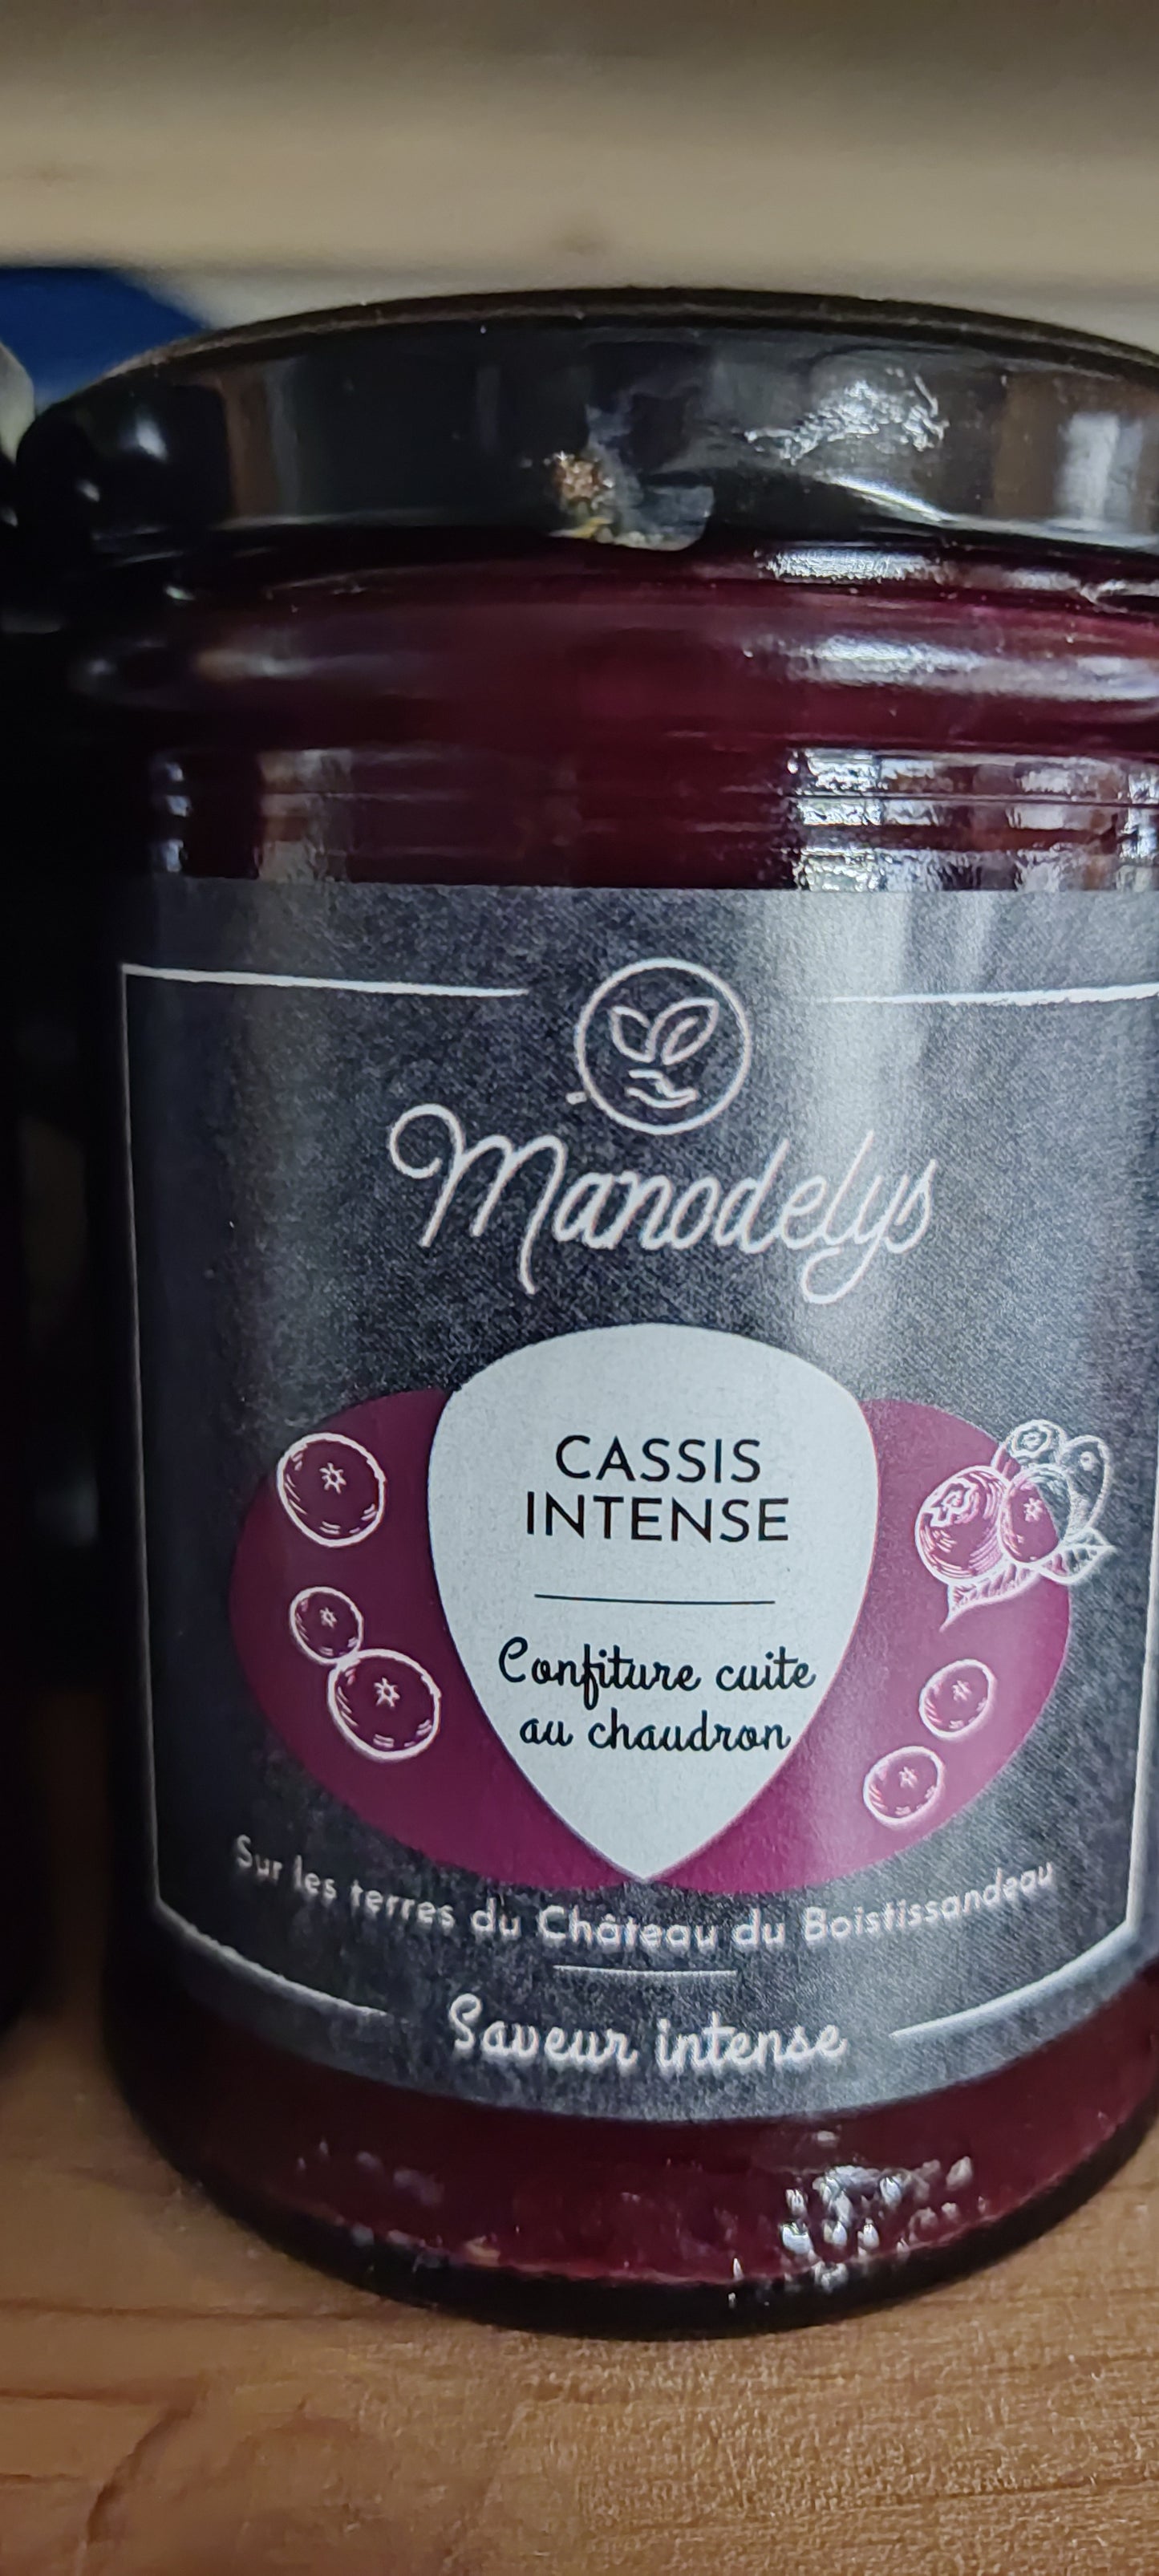 Manodelys
CASSIS
INTENSE
Confiture cuite
au chaudron
Sur les terres du Château du Boistissandeau
Saveur intense